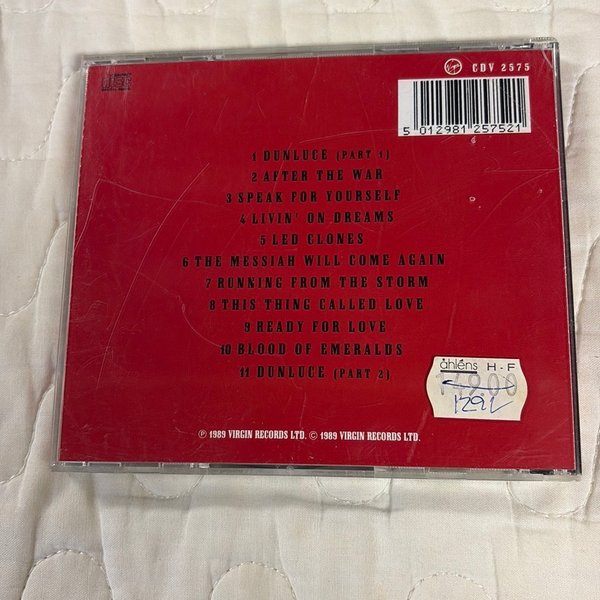 Virgin CDV 2575
5 012981 257521
1 DUNLUCE (PART 1)
2 AFTER THE WAR
3 SPEAK FOR YOURSELF
4 LIVIN' ON DREAMS
5 LED CLONES
6 THE MESSIAH WILL COME AGAIN
7 RUNNING FROM THE STORM
8 THIS THING CALLED LOVE
9 READY FOR LOVE
10 BLOOD OF EMERALDS
11 DUNLUCE (PART 2)
åhléns H-F
149.00
℗ 1989 VIRGIN RECORDS LTD. © 1989 VIRGIN RECORDS LTD.